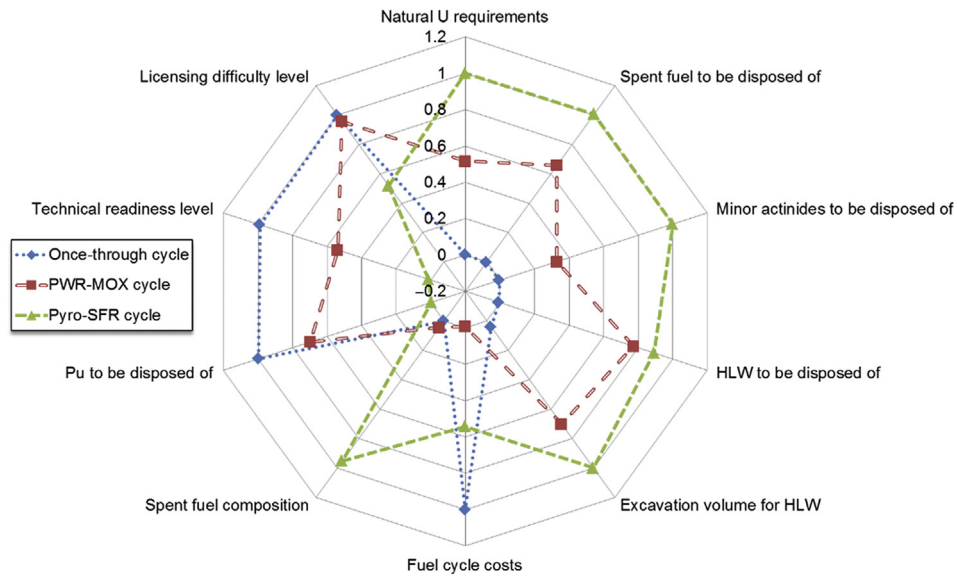 Natural U requirements
1.2
Licensing difficulty level
1
Spent fuel to be disposed of
0.8
0.6
0.4
Technical readiness level
0.2
Minor actinides to be disposed of
Once-through cycle
0
PWR-MOX cycle
–0.2
Pyro-SFR cycle
Pu to be disposed of
HLW to be disposed of
Spent fuel composition
Excavation volume for HLW
Fuel cycle costs